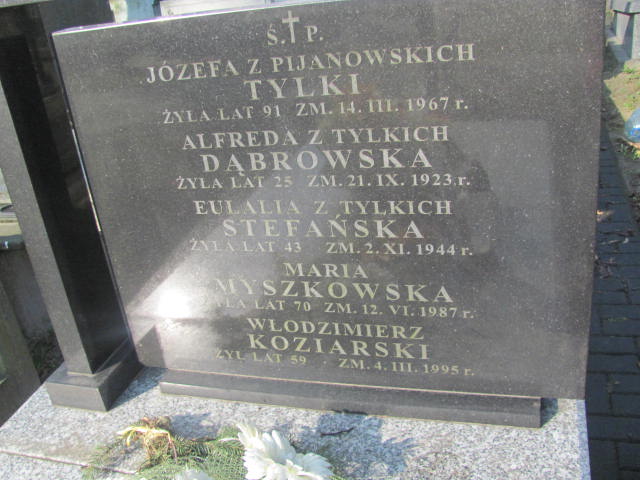 Ś. P.
JÓZEFA Z PIJANOWSKICH
TYLKI
ŻYŁA LAT 91 ZM. 14. III. 1967 r.
ALFREDA Z TYLKICH
DĄBROWSKA
ŻYŁA LAT 25 ZM. 21. IX. 1923 r.
EULALIA Z TYLKICH
STEFAŃSKA
ŻYŁA LAT 43 ZM. 2. XI. 1944 r.
MARIA
MYSZKOWSKA
ŻYŁA LAT 70 ZM. 12. VI. 1987 r.
WŁODZIMIERZ
KOZIARSKI
ŻYŁ LAT 59 ZM. 4. III. 1995 r.